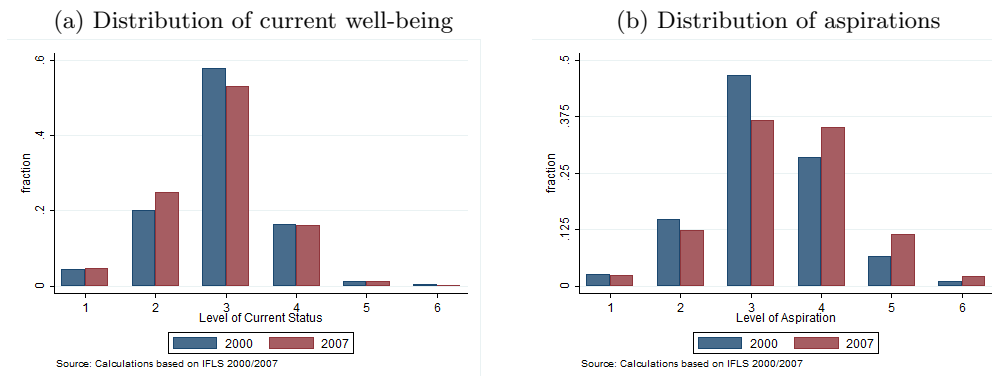 (a) Distribution of current well-being
fraction
.6
.4
.2
0
1 2 3 4 5 6
Level of Current Status
2000 2007
Source: Calculations based on IFLS 2000/2007
(b) Distribution of aspirations
fraction
.5
.375
.25
.125
0
1 2 3 4 5 6
Level of Aspiration
2000 2007
Source: Calculations based on IFLS 2000/2007